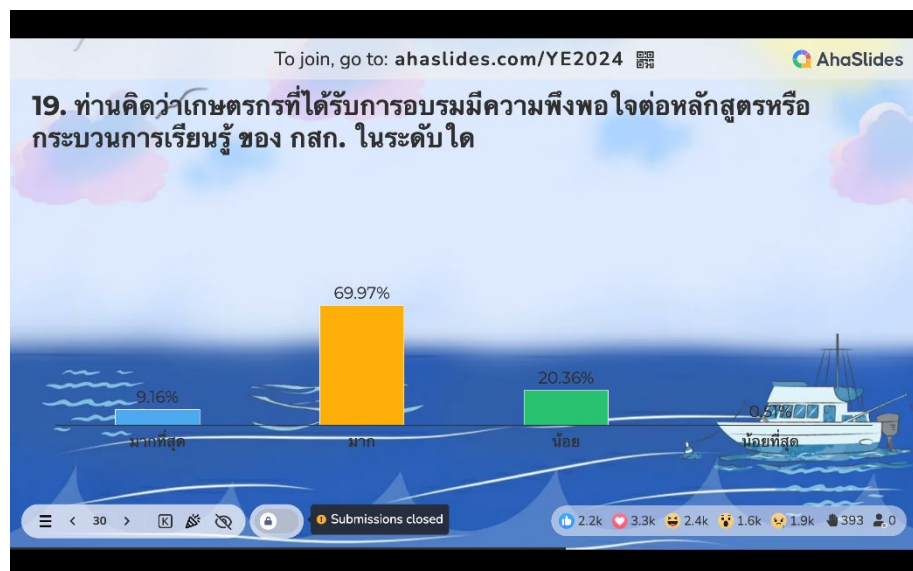 To join, go to: ahaslides.com/YE2024
AhaSlides
19. ท่านคิดว่าเกษตรกรที่ได้รับการอบรมมีความพึงพอใจต่อหลักสูตรหรือ
กระบวนการเรียนรู้ ของ กสก. ในระดับใด
69.97%
20.36%
9.16%
0.57%
มากที่สุด
มาก
น้อย
น้อยที่สุด
30
K
Submissions closed
2.2k 3.3k 2.4k 1.6k 1.9k 393 0